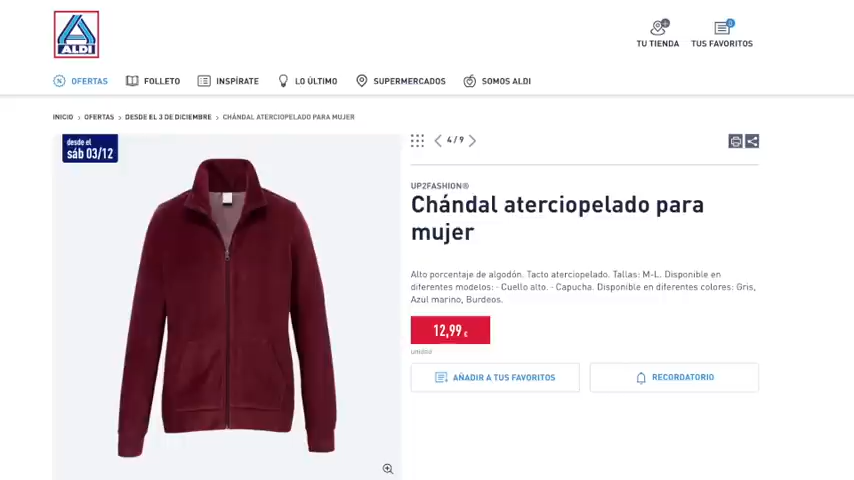 ALDI
TU TIENDA
TUS FAVORITOS
OFERTAS
FOLLETO
INSPÍRATE
LO ÚLTIMO
SUPERMERCADOS
SOMOS ALDI
INICIO > OFERTAS > DESDE EL 3 DE DICIEMBRE > CHÁNDAL ATERCIOPELADO PARA MUJER
desde el
sáb 03/12
4 / 9
UP2FASHION®
Chándal aterciopelado para
mujer
Alto porcentaje de algodón. Tacto aterciopelado. Tallas: M-L. Disponible en
diferentes modelos: · Cuello alto. · Capucha. Disponible en diferentes colores: Gris,
Azul marino, Burdeos.
12,99 €
AÑADIR A TUS FAVORITOS
RECORDATORIO